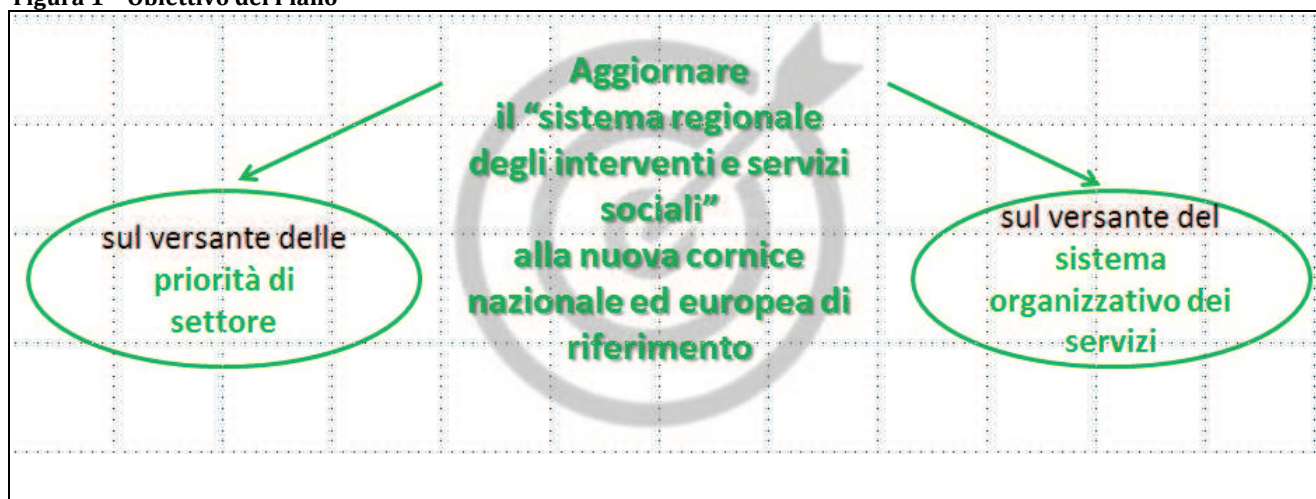 Figura 1 – Obiettivo del Piano
Aggiornare
il “sistema regionale
degli interventi e servizi
sociali”
alla nuova cornice
nazionale ed europea di
riferimento
sul versante delle
priorità di
settore
sul versante del
sistema
organizzativo dei
servizi